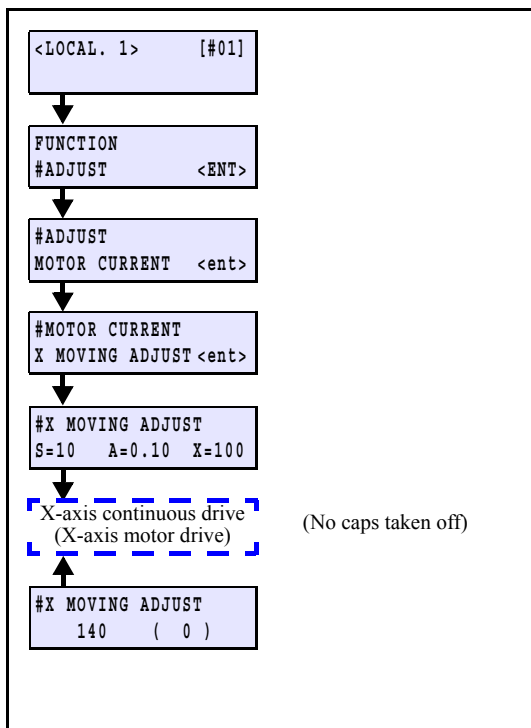 <LOCAL. 1> [#01]
FUNCTION
#ADJUST <ENT>
#ADJUST
MOTOR CURRENT <ent>
#MOTOR CURRENT
X MOVING ADJUST<ent>
#X MOVING ADJUST
S=10 A=0.10 X=100
X-axis continuous drive
(X-axis motor drive)
(No caps taken off)
#X MOVING ADJUST
140 ( 0 )